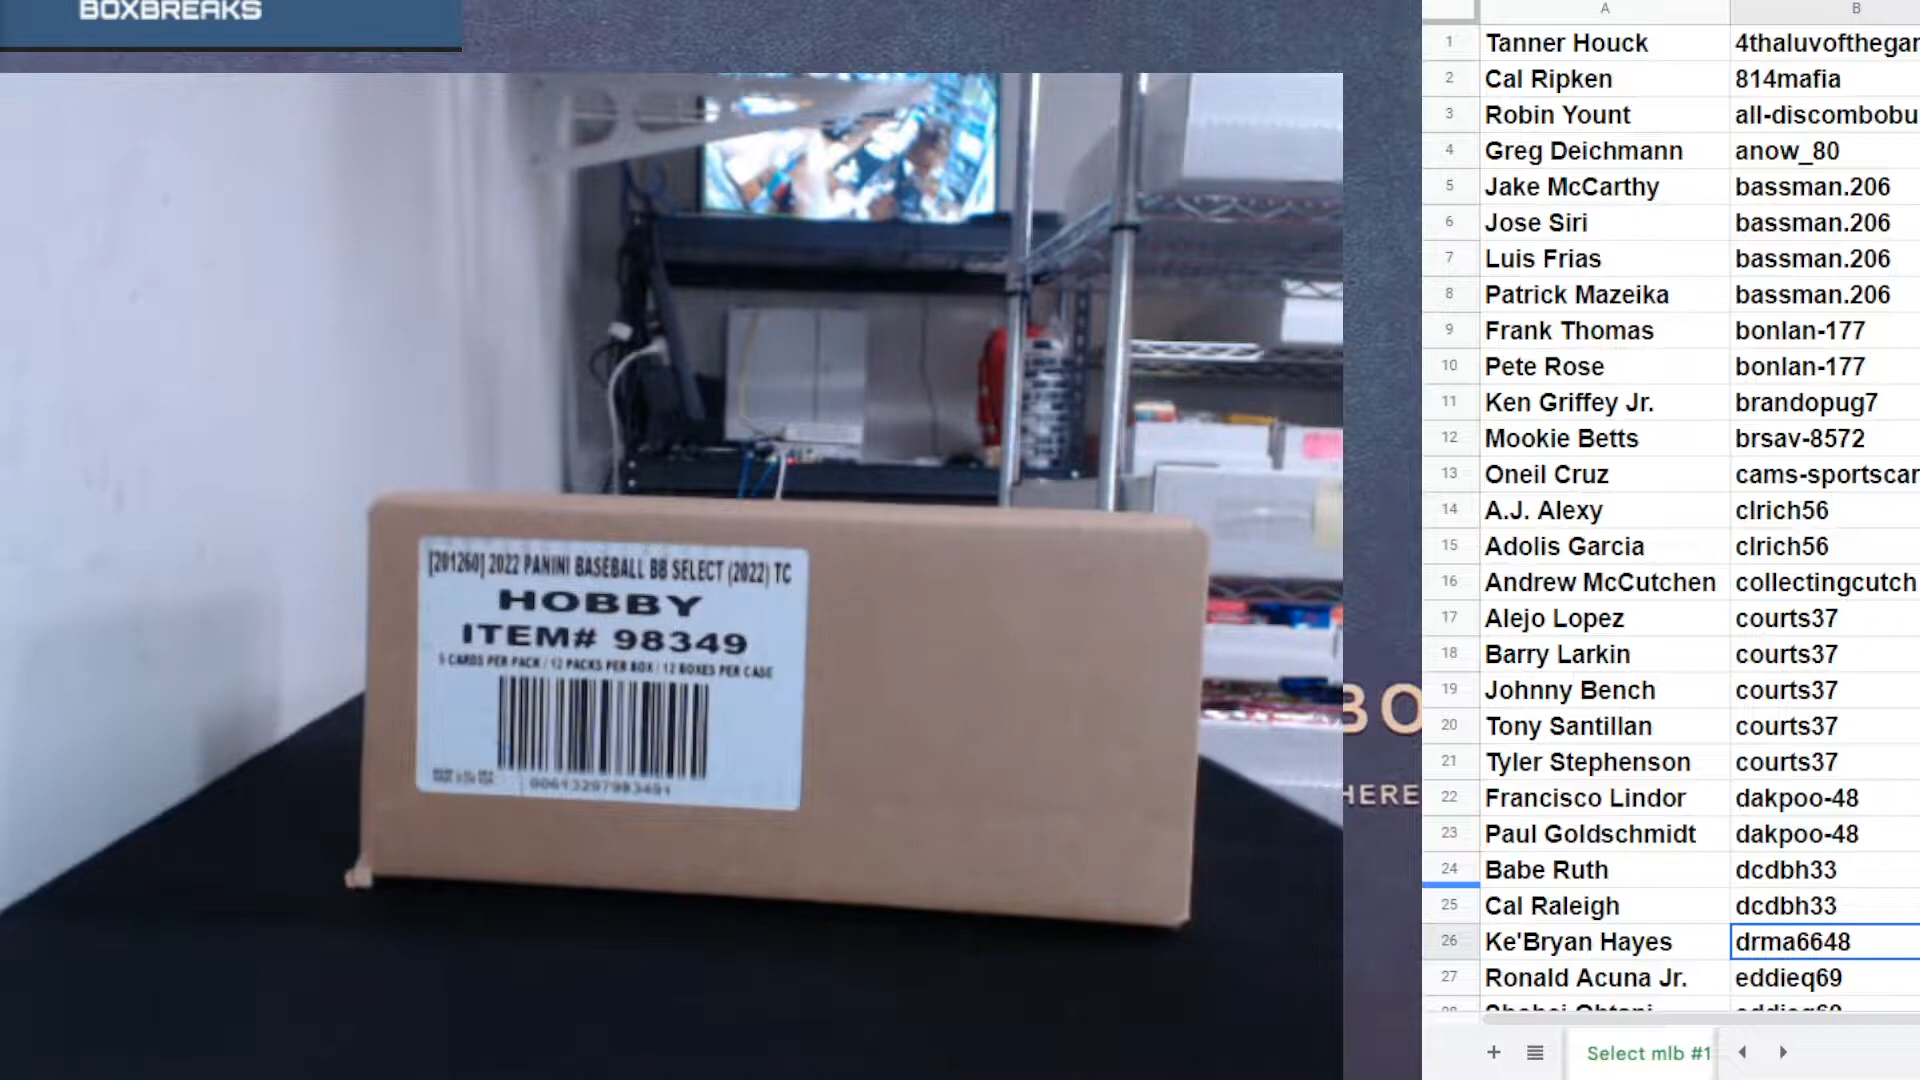 BOXBREAKS
[201260] 2022 PANINI BASEBALL BB SELECT (2022) TC
HOBBY
ITEM# 98349
5 CARDS PER PACK / 12 PACKS PER BOX / 12 BOXES PER CASE
BO
HERE
A B
1 Tanner Houck 4thaluvofthegar
2 Cal Ripken 814mafia
3 Robin Yount all-discombobu
4 Greg Deichmann anow_80
5 Jake McCarthy bassman.206
6 Jose Siri bassman.206
7 Luis Frias bassman.206
8 Patrick Mazeika bassman.206
9 Frank Thomas bonlan-177
10 Pete Rose bonlan-177
11 Ken Griffey Jr. brandopug7
12 Mookie Betts brsav-8572
13 Oneil Cruz cams-sportscar
14 A.J. Alexy clrich56
15 Adolis Garcia clrich56
16 Andrew McCutchen collectingcutch
17 Alejo Lopez courts37
18 Barry Larkin courts37
19 Johnny Bench courts37
20 Tony Santillan courts37
21 Tyler Stephenson courts37
22 Francisco Lindor dakpoo-48
23 Paul Goldschmidt dakpoo-48
24 Babe Ruth dcdbh33
25 Cal Raleigh dcdbh33
26 Ke'Bryan Hayes drma6648
27 Ronald Acuna Jr. eddieq69
Select mlb #1